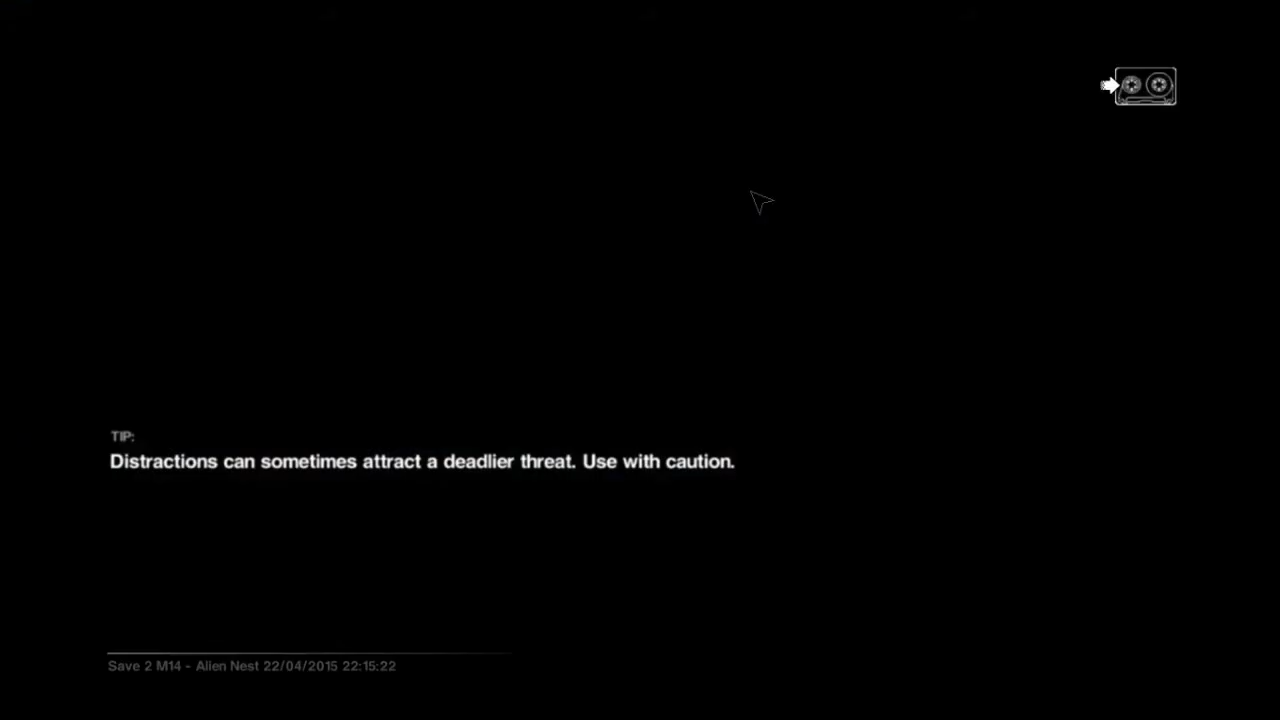 TIP:
Distractions can sometimes attract a deadlier threat. Use with caution.
Save 2 M14 - Alien Nest 22/04/2015 22:15:22